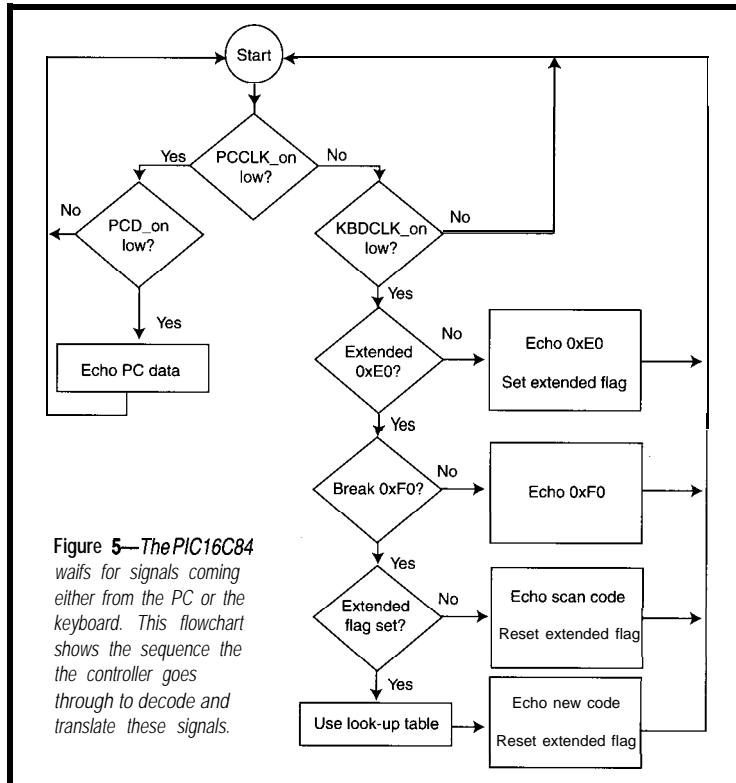 Start
Yes
PCCLK_on
low?
No
No
PCD_on
low?
KBDCLK_on
low?
No
Yes
Yes
Echo PC data
Extended
0xE0?
No
Echo 0xE0
Set extended flag
Yes
Break 0xF0?
No
Echo 0xF0
Yes
Figure 5—The PIC16C84
waifs for signals coming
either from the PC or the
keyboard. This flowchart
shows the sequence the
the controller goes
through to decode and
translate these signals.
Extended
flag set?
No
Echo scan code
Reset extended flag
Yes
Use look-up table
Echo new code
Reset extended flag